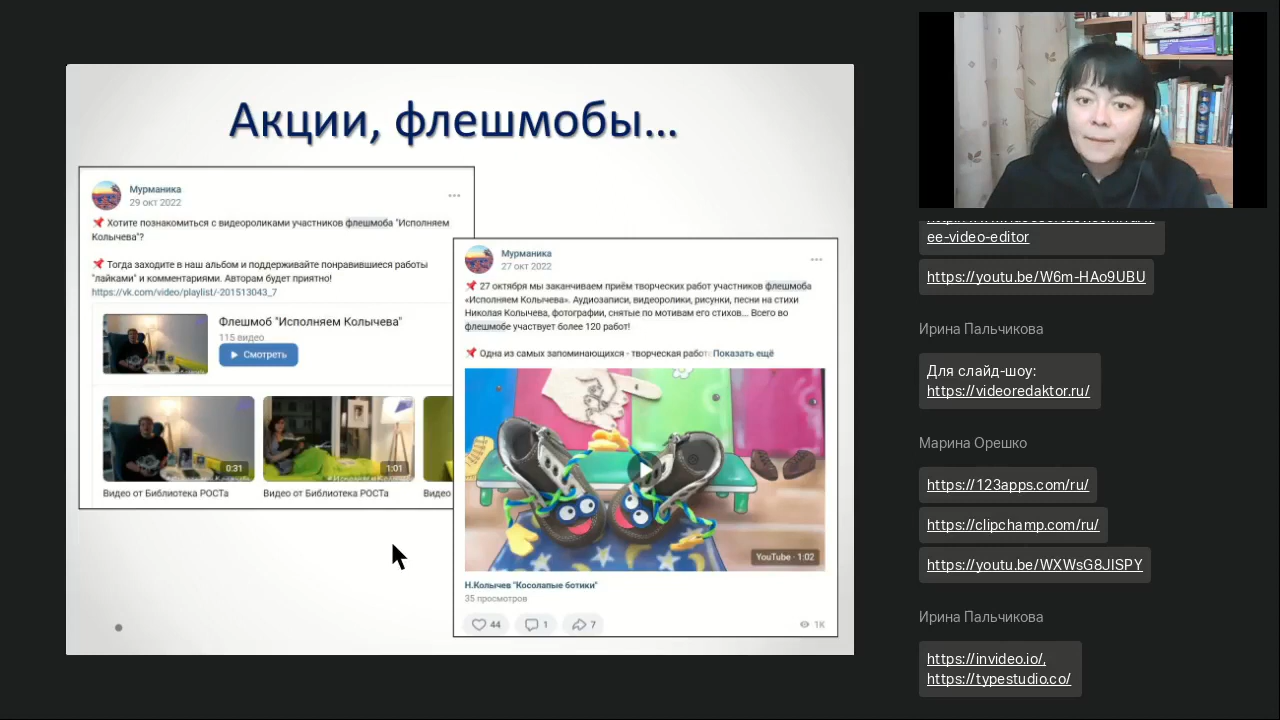 Акции, флешмобы...
Мурманика
29 окт 2022
Хотите познакомиться с видеороликами участников флешмоба "Исполняем
Колычева"?
Тогда заходите в наш альбом и поддерживайте понравившиеся работы
"лайками" и комментариями. Авторам будет приятно!
https://vk.com/video/playlist/-201513043_7
Флешмоб "Исполняем Колычева"
115 видео
Смотреть
0:31
1:01
Видео от Библиотека РОСТа
Видео от Библиотека РОСТа
Видео
Мурманика
27 окт 2022
27 октября мы заканчиваем приём творческих работ участников флешмоба
«Исполняем Колычева». Аудиозаписи, видеоролики, рисунки, песни на стихи
Николая Колычева, фотографии, снятые по мотивам его стихов... Всего во
флешмобе участвует более 120 работ!
Одна из самых запоминающихся - творческая работ Показать ещё
YouTube · 1:02
Н.Колычев "Косолапые ботики"
35 просмотров
44
1
7
1K
ee-video-editor
https://youtu.be/W6m-HAo9UBU
Ирина Пальчикова
Для слайд-шоу:
https://videoredaktor.ru/
Марина Орешко
https://123apps.com/ru/
https://clipchamp.com/ru/
https://youtu.be/WXWsG8JISPY
Ирина Пальчикова
https://invideo.io/,
https://typestudio.co/